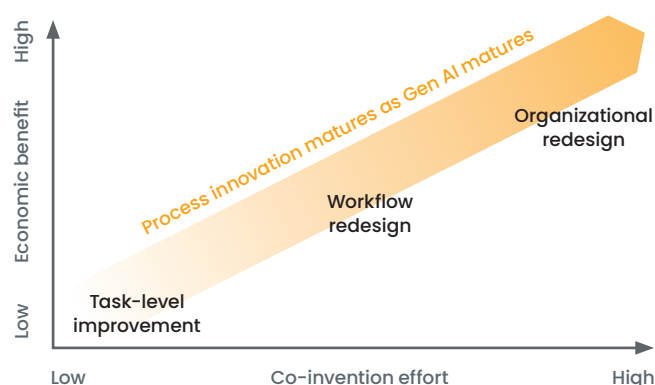 High
Economic benefit
Low
Process innovation matures as Gen AI matures
Organizational
redesign
Workflow
redesign
Task-level
improvement
Low
Co-invention effort
High